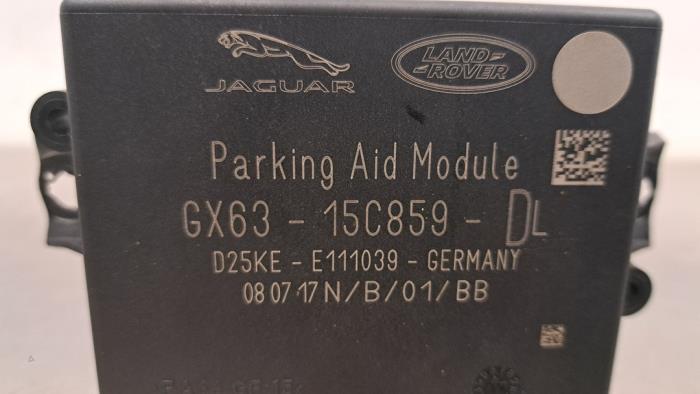 JAGUAR
LAND ROVER
Parking Aid Module
GX63 - 15C859 - DL
D25KE - E111039 - GERMANY
08 07 17 N/B/01/BB